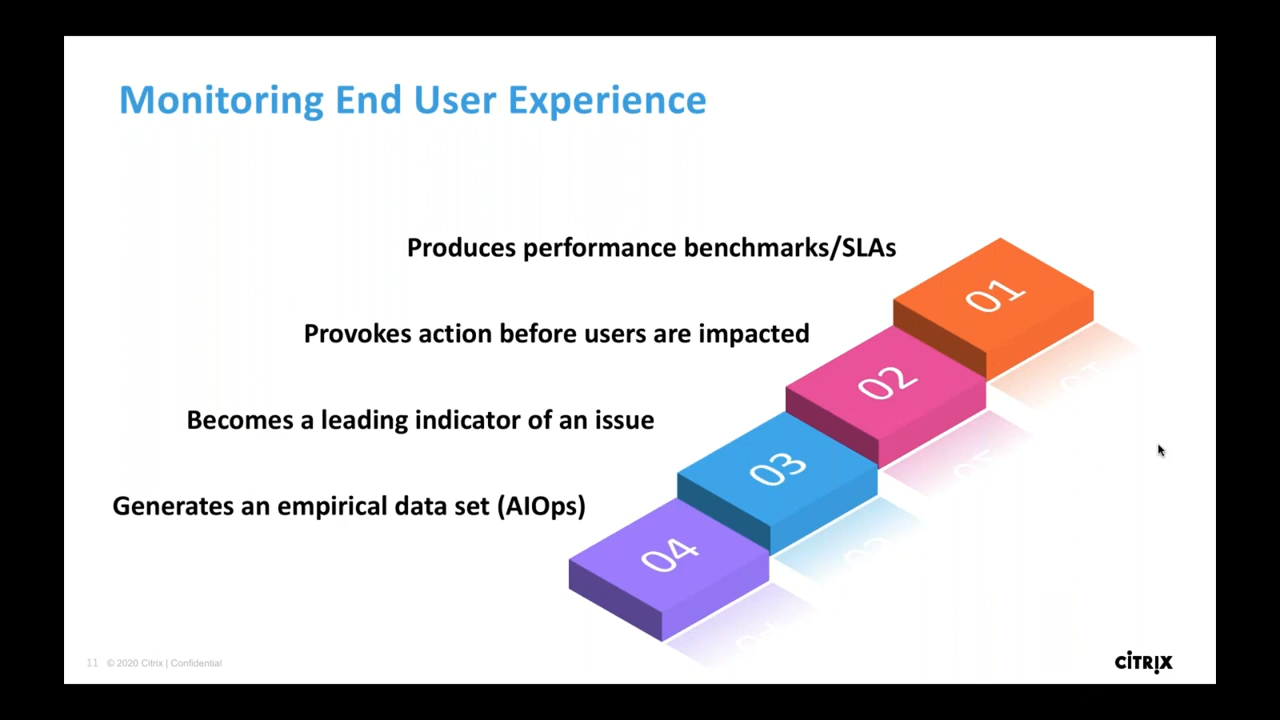 Monitoring End User Experience
Produces performance benchmarks/SLAs
01
Provokes action before users are impacted
02
Becomes a leading indicator of an issue
03
Generates an empirical data set (AIOps)
04
11 © 2020 Citrix | Confidential
CITRIX